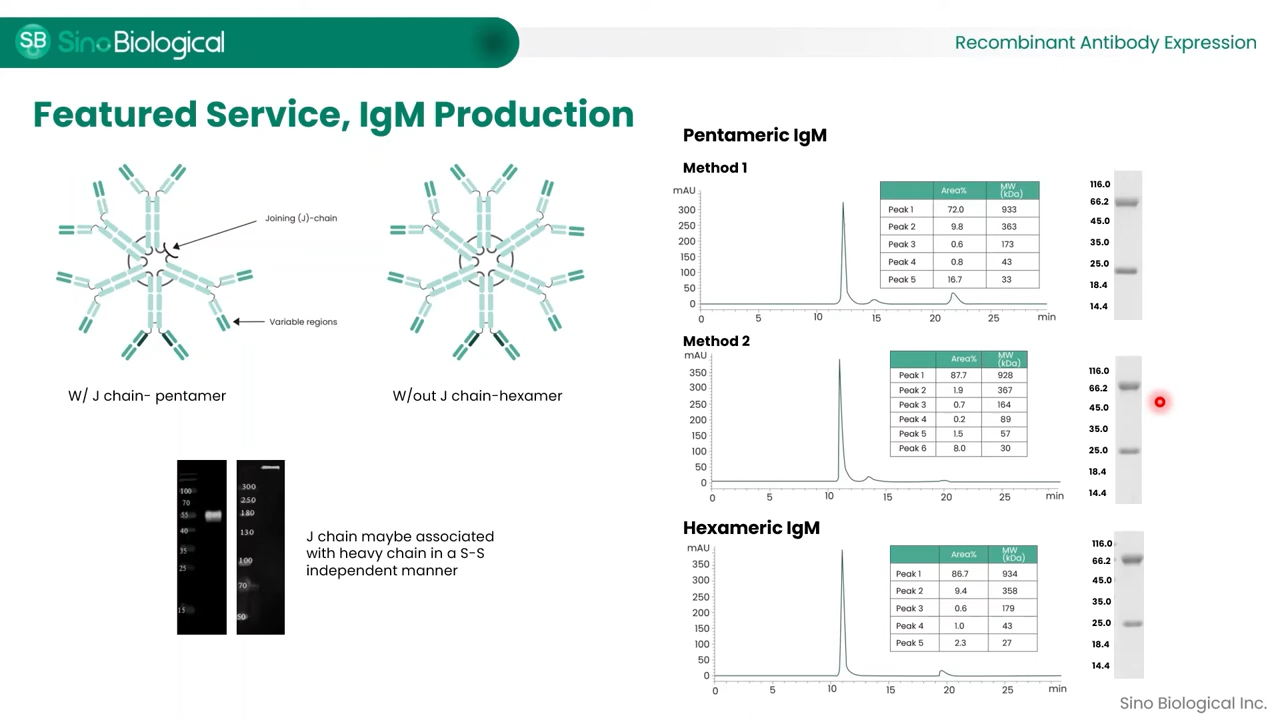 SB SinoBiological
Recombinant Antibody Expression
Featured Service, IgM Production
Joining (J)-chain
Variable regions
W/ J chain- pentamer
W/out J chain-hexamer
100
70
55
40
35
25
15
300
250
180
130
100
70
50
J chain maybe associated
with heavy chain in a S-S
independent manner
Pentameric IgM
Method 1
mAU
300
250
200
150
100
50
0
0 5 10 15 20 25 min
Area% MW (kDa)
Peak 1 72.0 933
Peak 2 9.8 363
Peak 3 0.6 173
Peak 4 0.8 43
Peak 5 16.7 33
116.0
66.2
45.0
35.0
25.0
18.4
14.4
Method 2
mAU
350
300
250
200
150
100
50
0
0 5 10 15 20 25 min
Area% MW (kDa)
Peak 1 87.7 928
Peak 2 1.9 367
Peak 3 0.7 164
Peak 4 0.2 89
Peak 5 1.5 57
Peak 6 8.0 30
116.0
66.2
45.0
35.0
25.0
18.4
14.4
Hexameric IgM
mAU
350
300
250
200
150
100
50
0
0 5 10 15 20 25 min
Area% MW (kDa)
Peak 1 86.7 934
Peak 2 9.4 358
Peak 3 0.6 179
Peak 4 1.0 43
Peak 5 2.3 27
116.0
66.2
45.0
35.0
25.0
18.4
14.4
Sino Biological Inc.